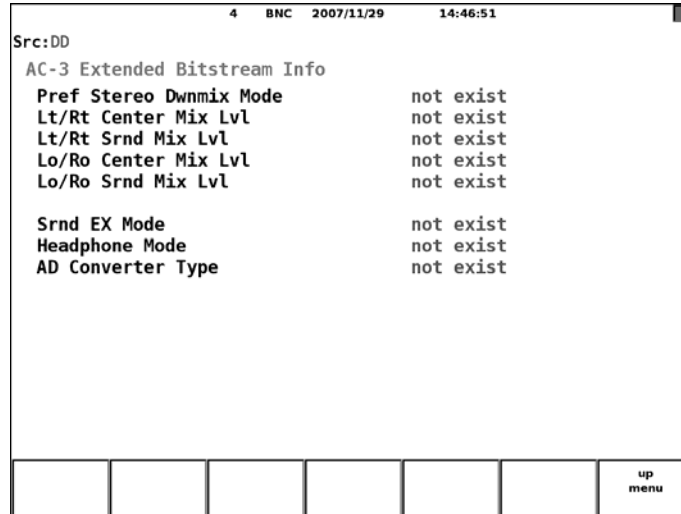 4 BNC 2007/11/29 14:46:51
Src:DD
AC-3 Extended Bitstream Info
Pref Stereo Dwnmix Mode not exist
Lt/Rt Center Mix Lvl not exist
Lt/Rt Srnd Mix Lvl not exist
Lo/Ro Center Mix Lvl not exist
Lo/Ro Srnd Mix Lvl not exist
Srnd EX Mode not exist
Headphone Mode not exist
AD Converter Type not exist
up
menu